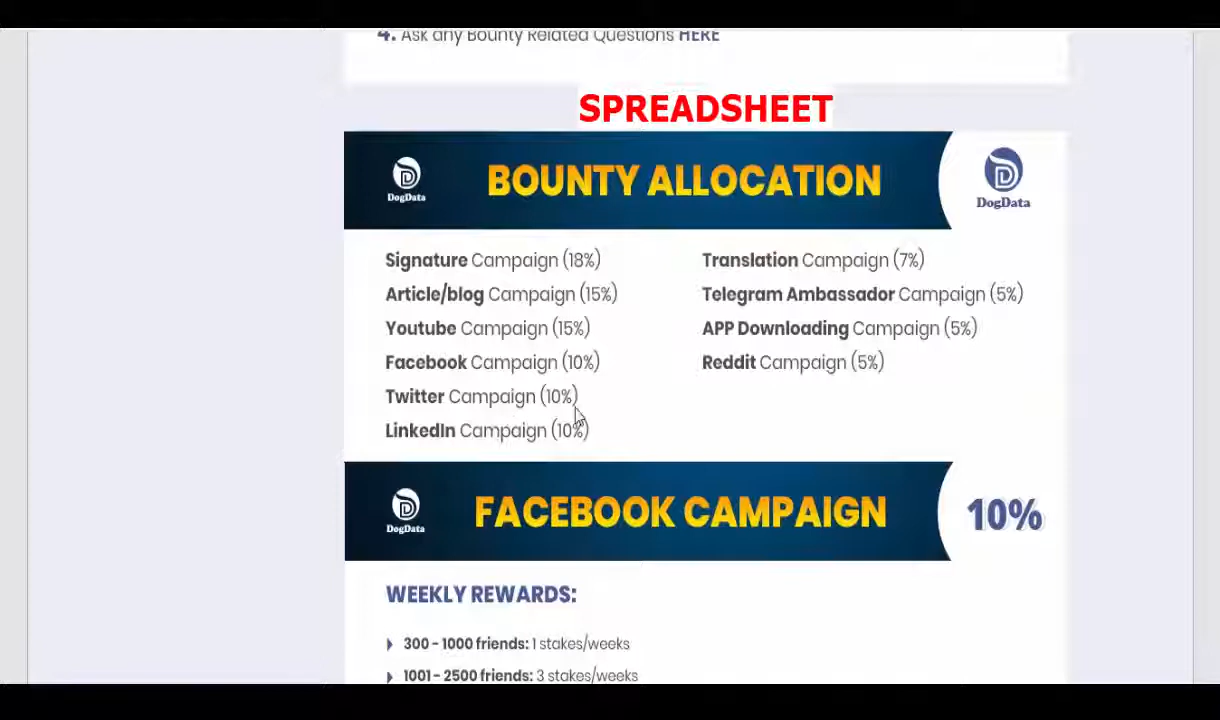 4. Ask any Bounty Related Questions HERE
SPREADSHEET
DogData
BOUNTY ALLOCATION
DogData
Signature Campaign (18%)
Article/blog Campaign (15%)
Youtube Campaign (15%)
Facebook Campaign (10%)
Twitter Campaign (10%)
LinkedIn Campaign (10%)
Translation Campaign (7%)
Telegram Ambassador Campaign (5%)
APP Downloading Campaign (5%)
Reddit Campaign (5%)
DogData
FACEBOOK CAMPAIGN
10%
WEEKLY REWARDS:
300 - 1000 friends: 1 stakes/weeks
1001 - 2500 friends: 3 stakes/weeks